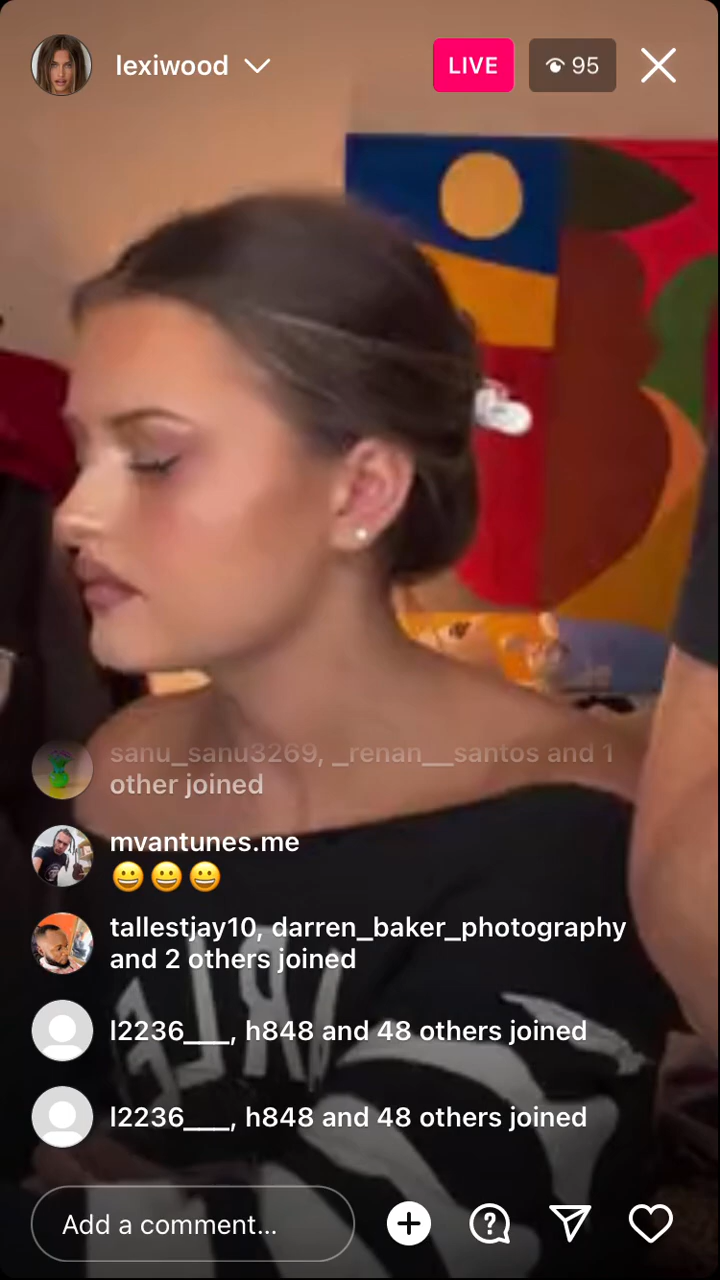 lexiwood
LIVE
95
sanu_sanu3269, _renan__santos and 1
other joined
mvantunes.me
😀😀😀
tallestjay10, darren_baker_photography
and 2 others joined
l2236___, h848 and 48 others joined
l2236___, h848 and 48 others joined
Add a comment...